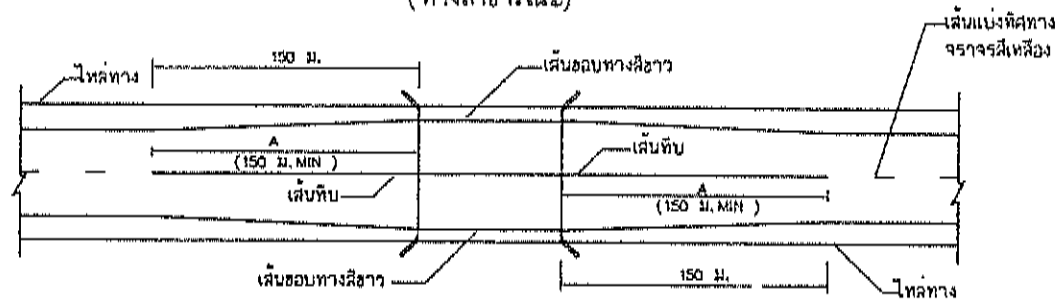 เส้นแบ่งทิศทาง
จราจรสีเหลือง
150 ม.
ไหล่ทาง
เส้นขอบทางสีขาว
A
(150 ม. MIN )
เส้นทึบ
เส้นทึบ
A
(150 ม. MIN )
เส้นขอบทางสีขาว
150 ม.
ไหล่ทาง